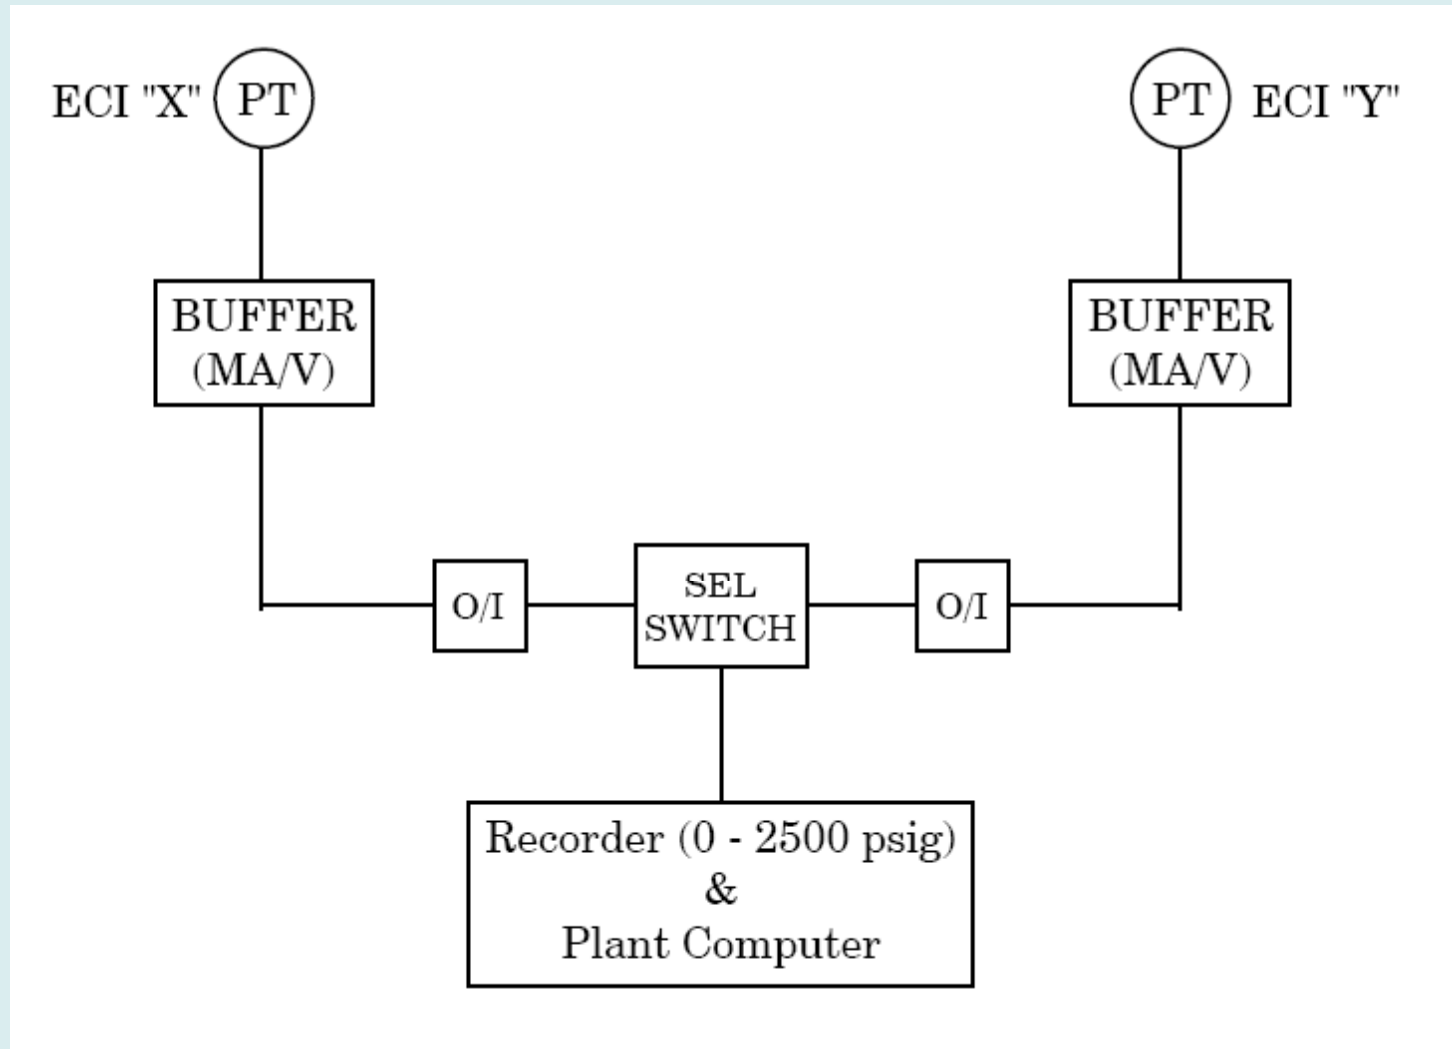 ECI "X"
PT
PT
ECI "Y"
BUFFER
(MA/V)
BUFFER
(MA/V)
O/I
SEL
SWITCH
O/I
Recorder (0 - 2500 psig)
&
Plant Computer